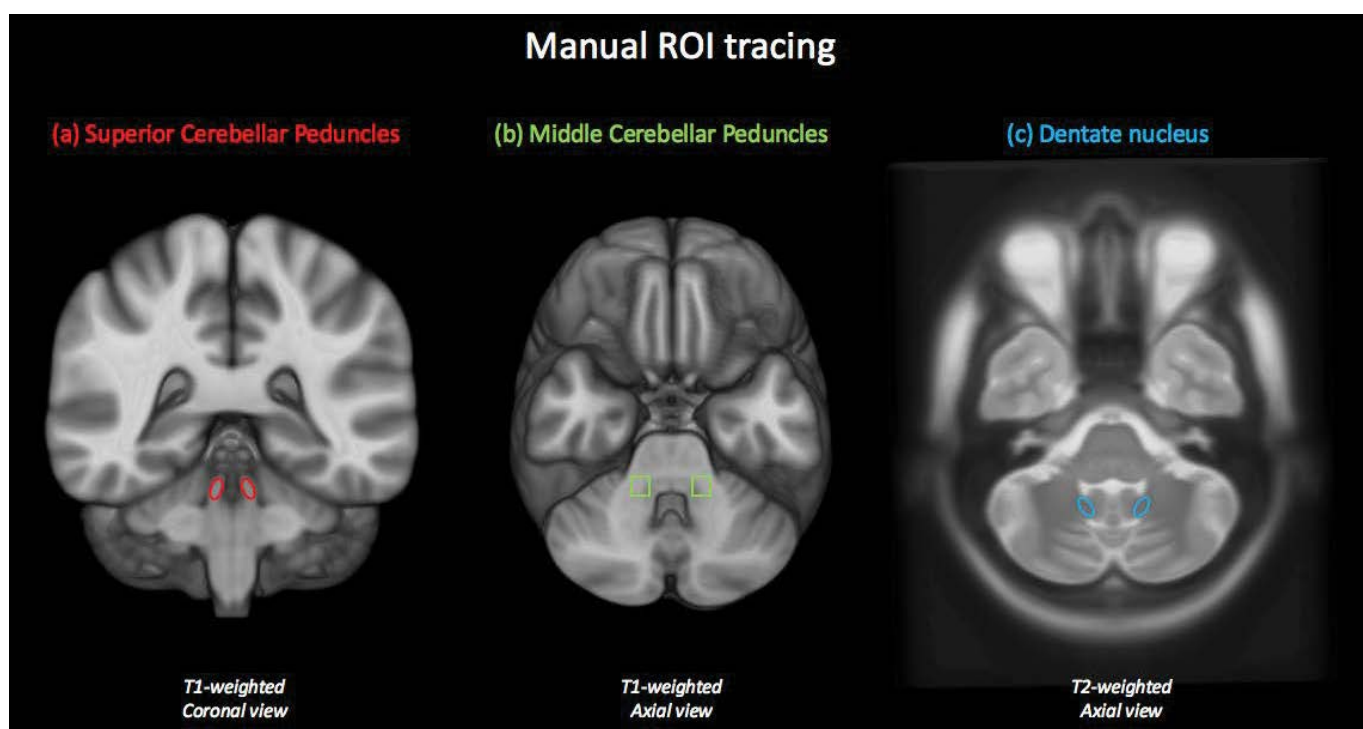 Manual ROI tracing
(a) Superior Cerebellar Peduncles
(b) Middle Cerebellar Peduncles
(c) Dentate nucleus
T1-weighted
Coronal view
T1-weighted
Axial view
T2-weighted
Axial view